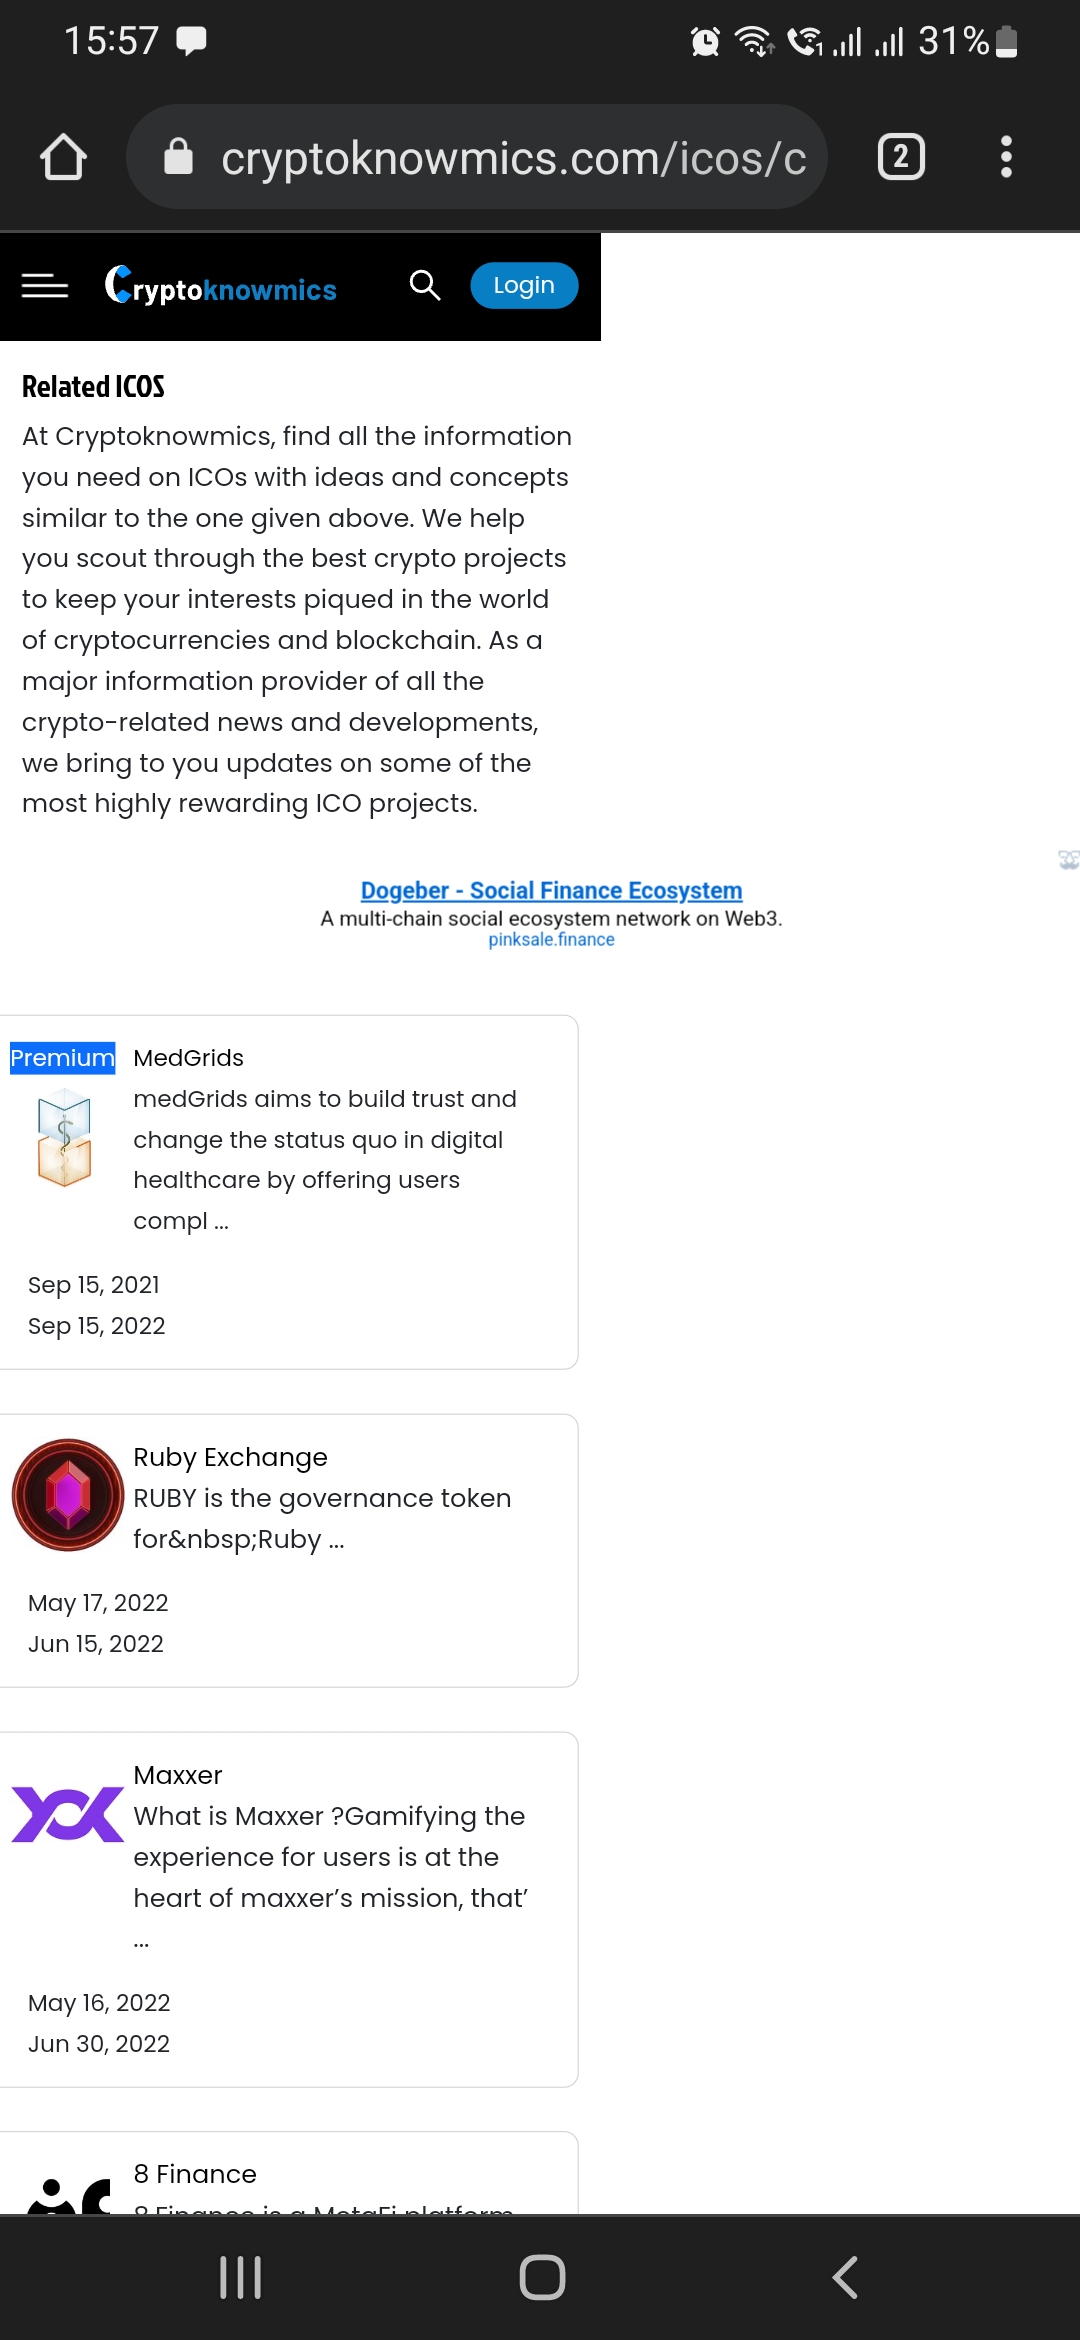 15:57
1
31%
cryptoknowmics.com/icos/c
2
Cryptoknowmics
Login
Related ICOS
At Cryptoknowmics, find all the information
you need on ICOs with ideas and concepts
similar to the one given above. We help
you scout through the best crypto projects
to keep your interests piqued in the world
of cryptocurrencies and blockchain. As a
major information provider of all the
crypto-related news and developments,
we bring to you updates on some of the
most highly rewarding ICO projects.
Dogeber - Social Finance Ecosystem
A multi-chain social ecosystem network on Web3.
pinksale.finance
Premium MedGrids
medGrids aims to build trust and
change the status quo in digital
healthcare by offering users
compl ...
Sep 15, 2021
Sep 15, 2022
Ruby Exchange
RUBY is the governance token
for&nbsp;Ruby ...
May 17, 2022
Jun 15, 2022
Maxxer
What is Maxxer ?Gamifying the
experience for users is at the
heart of maxxer’s mission, that’
...
May 16, 2022
Jun 30, 2022
8 Finance
8 Finance is a MetaFi platform